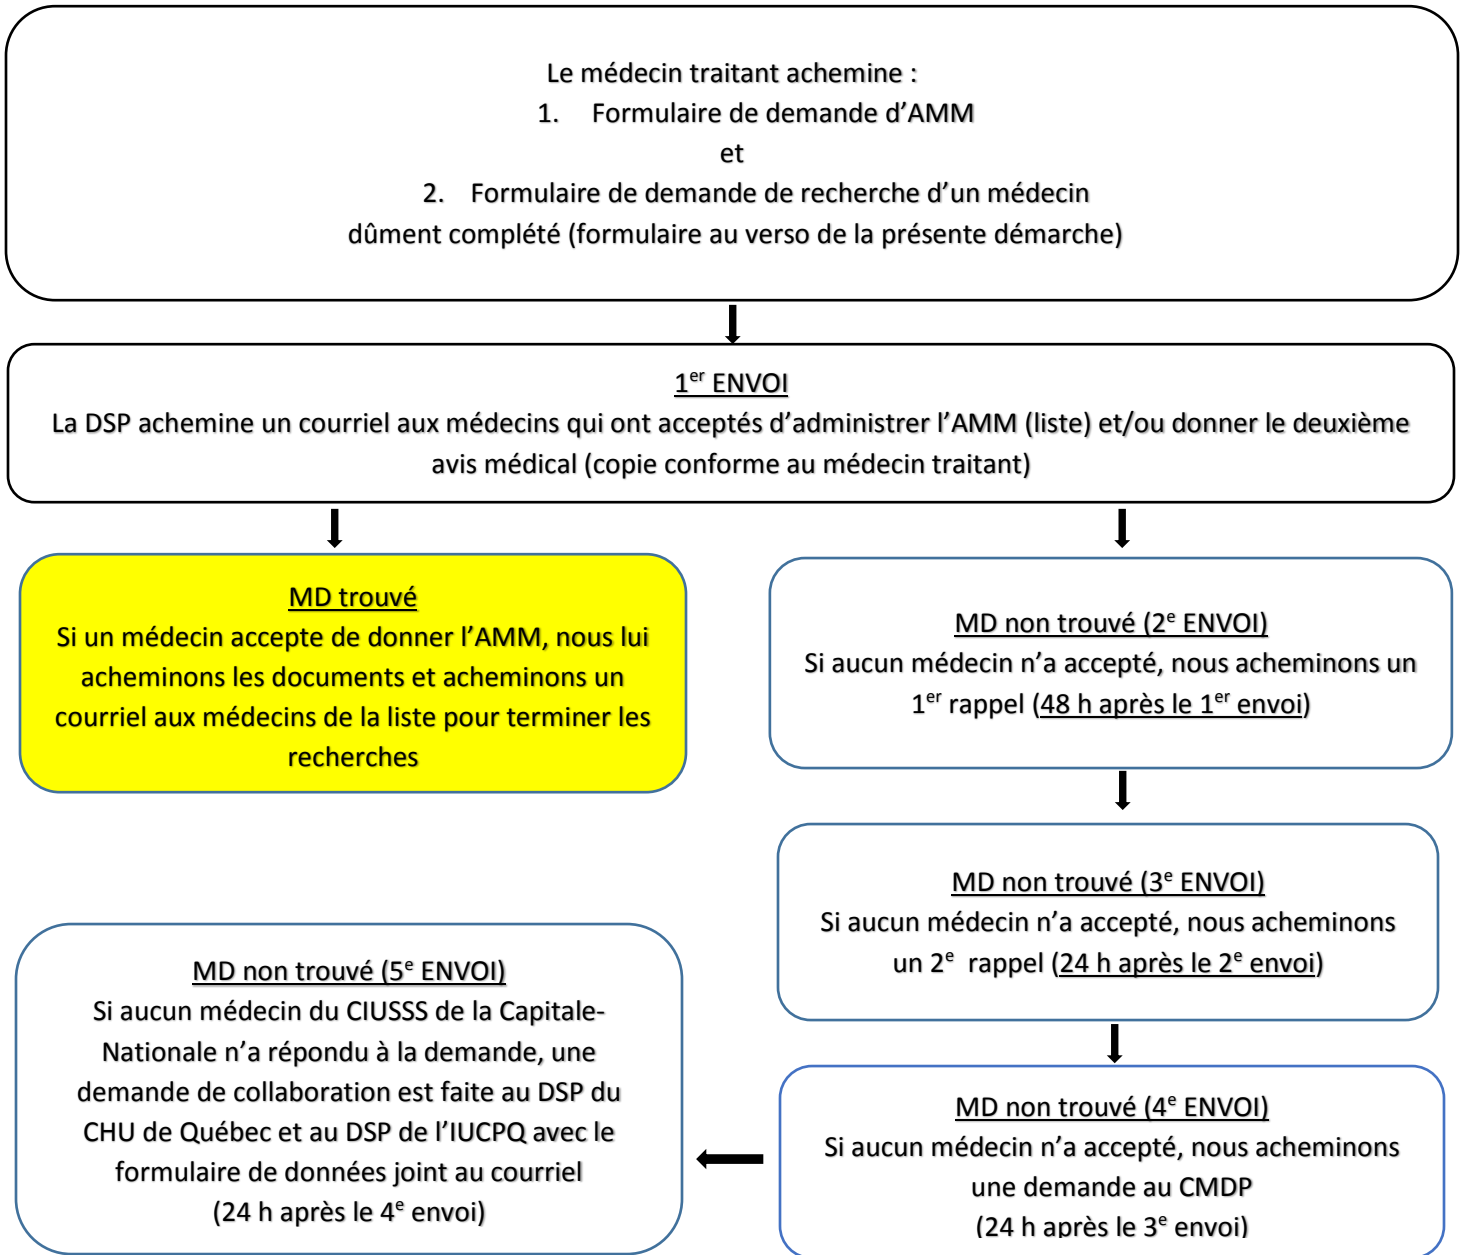 Le médecin traitant achemine :
1. Formulaire de demande d’AMM
et
2. Formulaire de demande de recherche d’un médecin
dûment complété (formulaire au verso de la présente démarche)
1er ENVOI
La DSP achemine un courriel aux médecins qui ont acceptés d’administrer l’AMM (liste) et/ou donner le deuxième
avis médical (copie conforme au médecin traitant)
MD trouvé
Si un médecin accepte de donner l’AMM, nous lui
acheminons les documents et acheminons un
courriel aux médecins de la liste pour terminer les
recherches
MD non trouvé (2e ENVOI)
Si aucun médecin n’a accepté, nous acheminons un
1er rappel (48 h après le 1er envoi)
MD non trouvé (3e ENVOI)
Si aucun médecin n’a accepté, nous acheminons
un 2e rappel (24 h après le 2e envoi)
MD non trouvé (4e ENVOI)
Si aucun médecin n’a accepté, nous acheminons
une demande au CMDP
(24 h après le 3e envoi)
MD non trouvé (5e ENVOI)
Si aucun médecin du CIUSSS de la Capitale-
Nationale n’a répondu à la demande, une
demande de collaboration est faite au DSP du
CHU de Québec et au DSP de l’IUCPQ avec le
formulaire de données joint au courriel
(24 h après le 4e envoi)